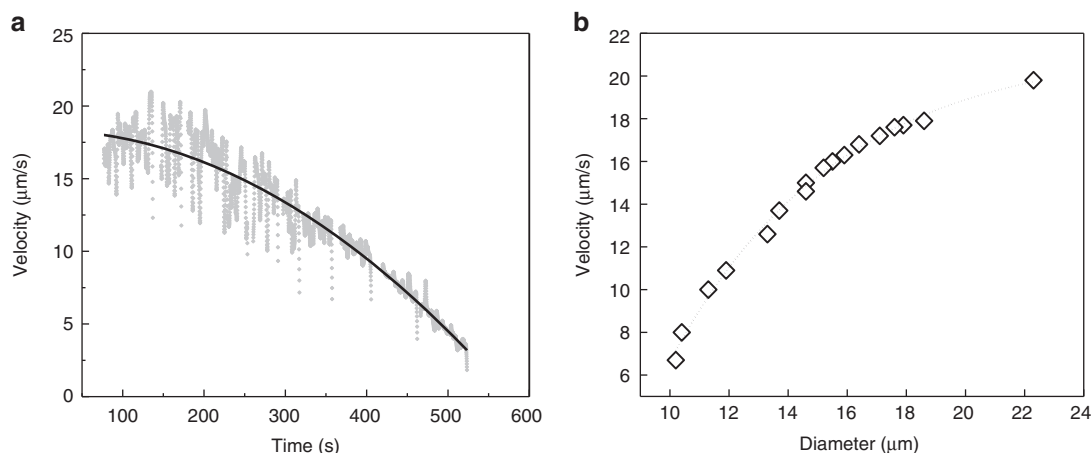 a
25
20
15
10
5
0
Velocity (μm/s)
100 200 300 400 500 600
Time (s)
b
22
20
18
16
14
12
10
8
6
Velocity (μm/s)
10 12 14 16 18 20 22 24
Diameter (μm)